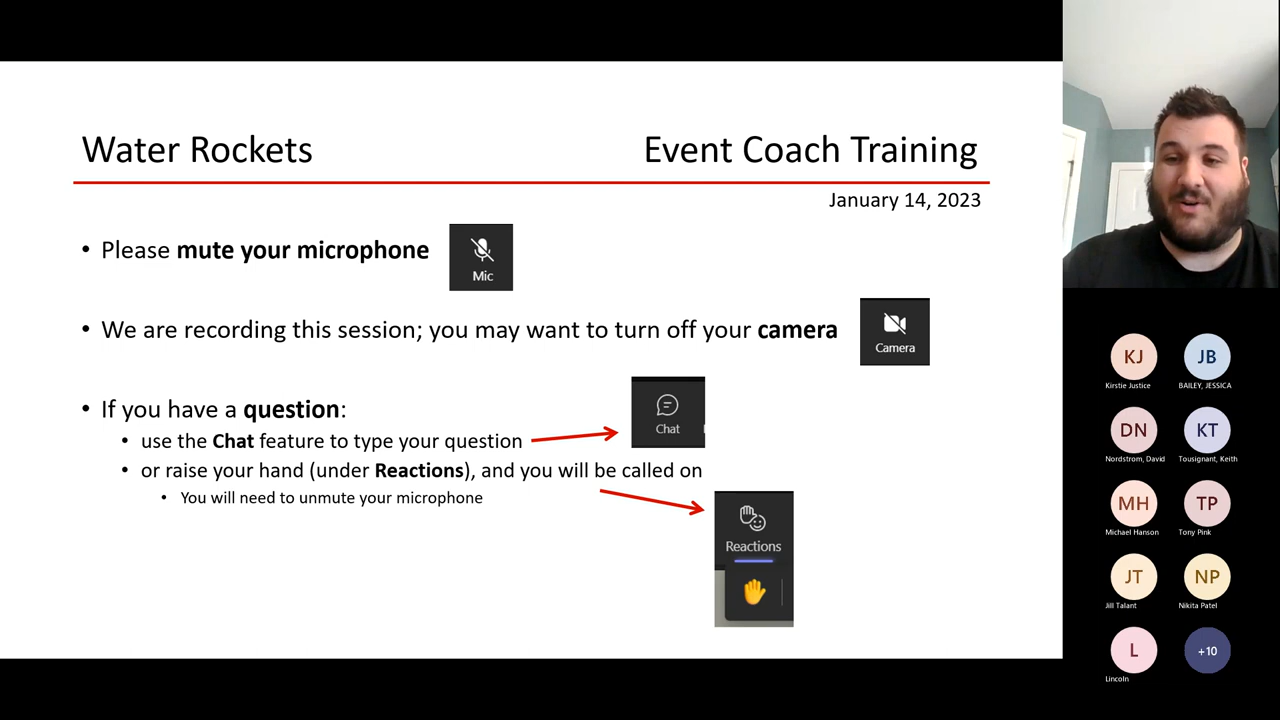 Water Rockets
Event Coach Training
January 14, 2023
• Please mute your microphone
Mic
• We are recording this session; you may want to turn off your camera
Camera
• If you have a question:
• use the Chat feature to type your question
Chat
• or raise your hand (under Reactions), and you will be called on
• You will need to unmute your microphone
Reactions
KJ
Kirstie Justice
JB
BAILEY, JESSICA
DN
Nordstrom, David
KT
Tousignant, Keith
MH
Michael Hanson
TP
Tony Pink
JT
Jill Talant
NP
Nikita Patel
L
Lincoln
+10